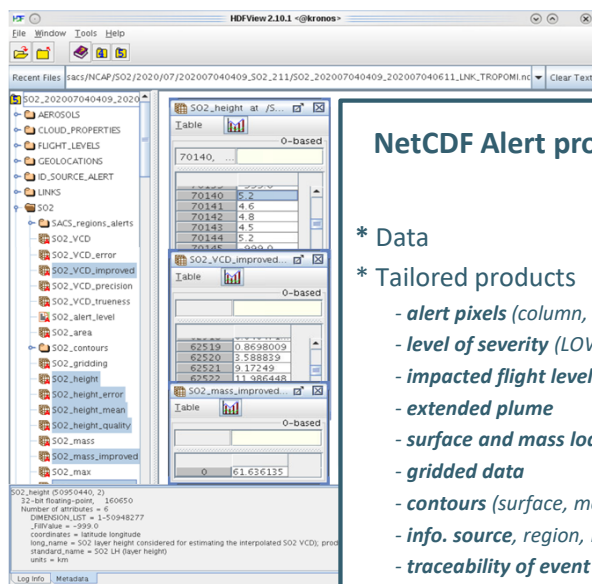 HDFView 2.10.1 <@kronos>
File Window Tools Help
Recent Files sacs/NCAP/SO2/2020/07/202007040409_SO2_211/SO2_202007040409_202007040611_LNK_TROPOMI.nc Clear Text
SO2_202007040409_2020
AEROSOLS
CLOUD_PROPERTIES
FLIGHT_LEVELS
GEOLOCATIONS
ID_SOURCE_ALERT
LINKS
SO2
SACS_regions_alerts
SO2_VCD
SO2_VCD_error
SO2_VCD_improved
SO2_VCD_precision
SO2_VCD_trueness
SO2_alert_level
SO2_area
SO2_contours
SO2_gridding
SO2_height
SO2_height_error
SO2_height_mean
SO2_height_quality
SO2_mass
SO2_mass_improved
SO2_max
SO2_height at /S...
Table
0-based
70140, ...
70140 5.2
70141 4.6
70142 4.8
70143 4.5
70144 5.2
70145 -999.0
SO2_VCD_improved...
Table
0-based
62519 0.8698009
62520 3.588839
62521 9.17249
62522 11.986448
SO2_mass_improved...
Table
0-based
0 61.636135
NetCDF Alert pro
* Data
* Tailored products
- alert pixels (column,
- level of severity (LOW
- impacted flight level
- extended plume
- surface and mass loa
- gridded data
- contours (surface, m
- info. source, region,
- traceability of event
SO2_height (50950440, 2)
32-bit floating-point, 160650
Number of attributes = 6
DIMENSION_LIST = 1-50948277
_FillValue = -999.0
coordinates = latitude longitude
long_name = SO2 layer height considered for estimating the interpolated SO2 VCD); prod
standard_name = SO2 LH (layer height)
units = km
Log Info Metadata